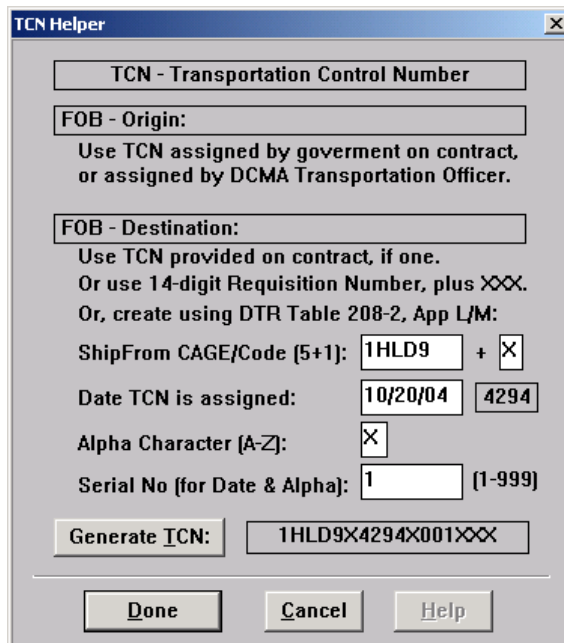 TCN Helper
TCN - Transportation Control Number
FOB - Origin:
Use TCN assigned by goverment on contract,
or assigned by DCMA Transportation Officer.
FOB - Destination:
Use TCN provided on contract, if one.
Or use 14-digit Requisition Number, plus XXX.
Or, create using DTR Table 208-2, App L/M:
ShipFrom CAGE/Code (5+1): 1HLD9 + X
Date TCN is assigned: 10/20/04 4294
Alpha Character (A-Z): X
Serial No (for Date & Alpha): 1 (1-999)
Generate TCN: 1HLD9X4294X001XXX
Done Cancel Help